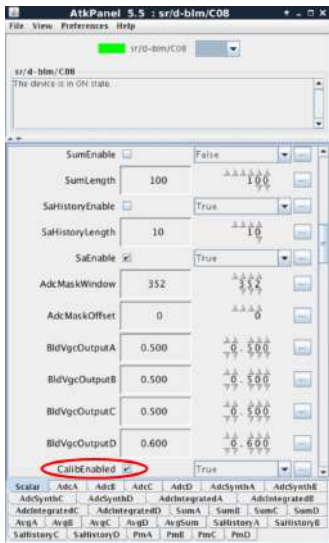 AtkPanel 5.5 : sr/d-blm/C08
File View Preferences Help
sr/d-blm/C08
sr/d-blm/C08
The device is in ON state.
SumEnable False ...
SumLength 100 100 ...
SaHistoryEnable True ...
SaHistoryLength 10 10 ...
SaEnable True ...
AdcMaskWindow 352 352 ...
AdcMaskOffset 0 0 ...
BldVgcOutputA 0.500 0.500 ...
BldVgcOutputB 0.500 0.500 ...
BldVgcOutputC 0.500 0.500 ...
BldVgcOutputD 0.600 0.600 ...
CalibEnabled True ...
Scalar AdcA AdcB AdcC AdcD AdcSynthA AdcSynthB
AdcSynthC AdcSynthD AdcIntegratedA AdcIntegratedB
AdcIntegratedC AdcIntegratedD SumA SumB SumC SumD
AvgA AvgB AvgC AvgD AvgSum SaHistoryA SaHistoryB
SaHistoryC SaHistoryD PmA PmB PmC PmD